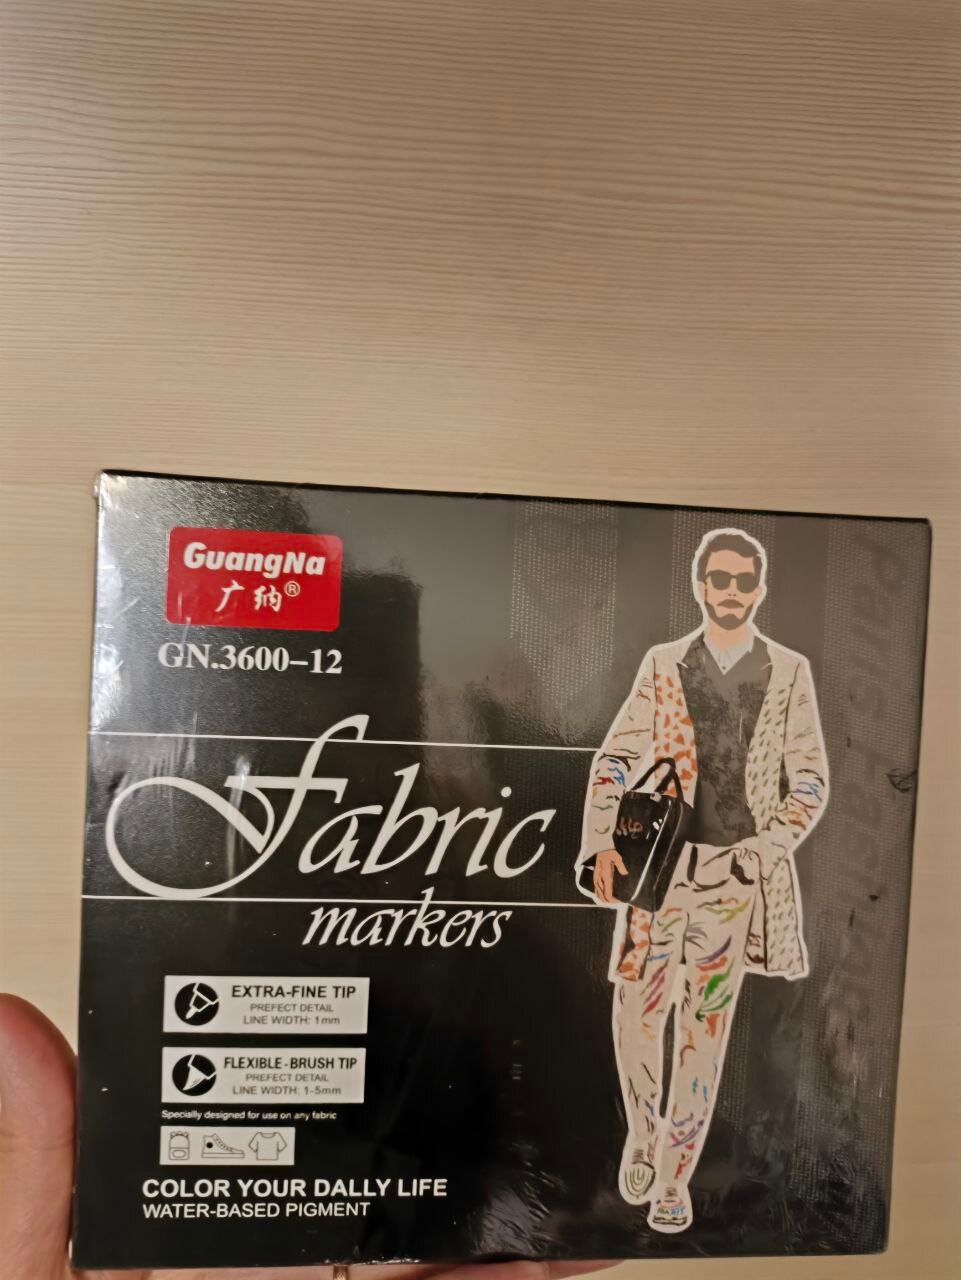 GuangNa
广纳®
GN.3600-12
Fabric
markers
EXTRA-FINE TIP
PREFECT DETAIL
LINE WIDTH: 1mm
FLEXIBLE-BRUSH TIP
PREFECT DETAIL
LINE WIDTH: 1-5mm
Specially designed for use on any fabric
COLOR YOUR DALLY LIFE
WATER-BASED PIGMENT